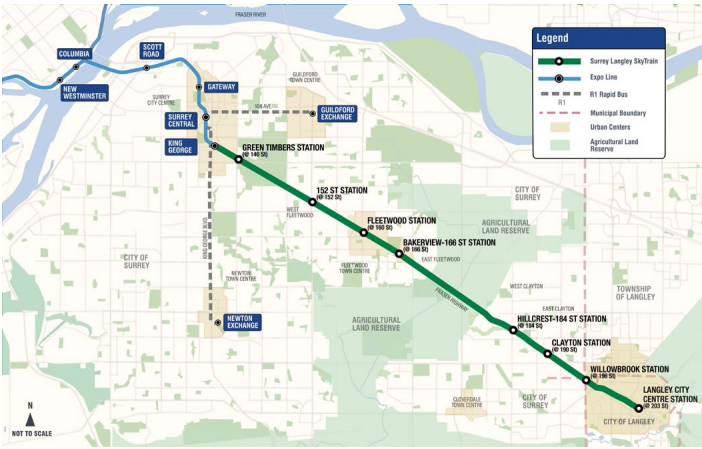 FRASER RIVER
COLUMBIA
NEW
WESTMINSTER
SCOTT
ROAD
GATEWAY
SURREY
CITY CENTRE
GUILDFORD
TOWN CENTRE
104 AVE
GUILDFORD
EXCHANGE
SURREY
CENTRAL
KING
GEORGE
GREEN TIMBERS STATION
(@ 140 St)
152 ST STATION
(@ 152 St)
WEST
FLEETWOOD
FLEETWOOD STATION
(@ 160 St)
BAKERVIEW-166 ST STATION
(@ 166 St)
EAST FLEETWOOD
FLEETWOOD
TOWN CENTRE
KING GEORGE BLVD
CITY OF
SURREY
NEWTON
TOWN CENTRE
NEWTON
EXCHANGE
AGRICULTURAL
LAND RESERVE
FRASER HIGHWAY
CITY OF
SURREY
AGRICULTURAL
LAND RESERVE
WEST CLAYTON
TOWNSHIP
OF LANGLEY
EAST CLAYTON
HILLCREST-184 ST STATION
(@ 184 St)
CLAYTON STATION
(@ 190 St)
WILLOWBROOK STATION
(@ 196 St)
LANGLEY CITY
CENTRE STATION
(@ 203 St)
CITY OF LANGLEY
CLOVERDALE
TOWN CENTRE
CITY OF
SURREY
N
NOT TO SCALE
Legend
Surrey Langley SkyTrain
Expo Line
R1 Rapid Bus
R1
Municipal Boundary
Urban Centers
Agricultural Land
Reserve